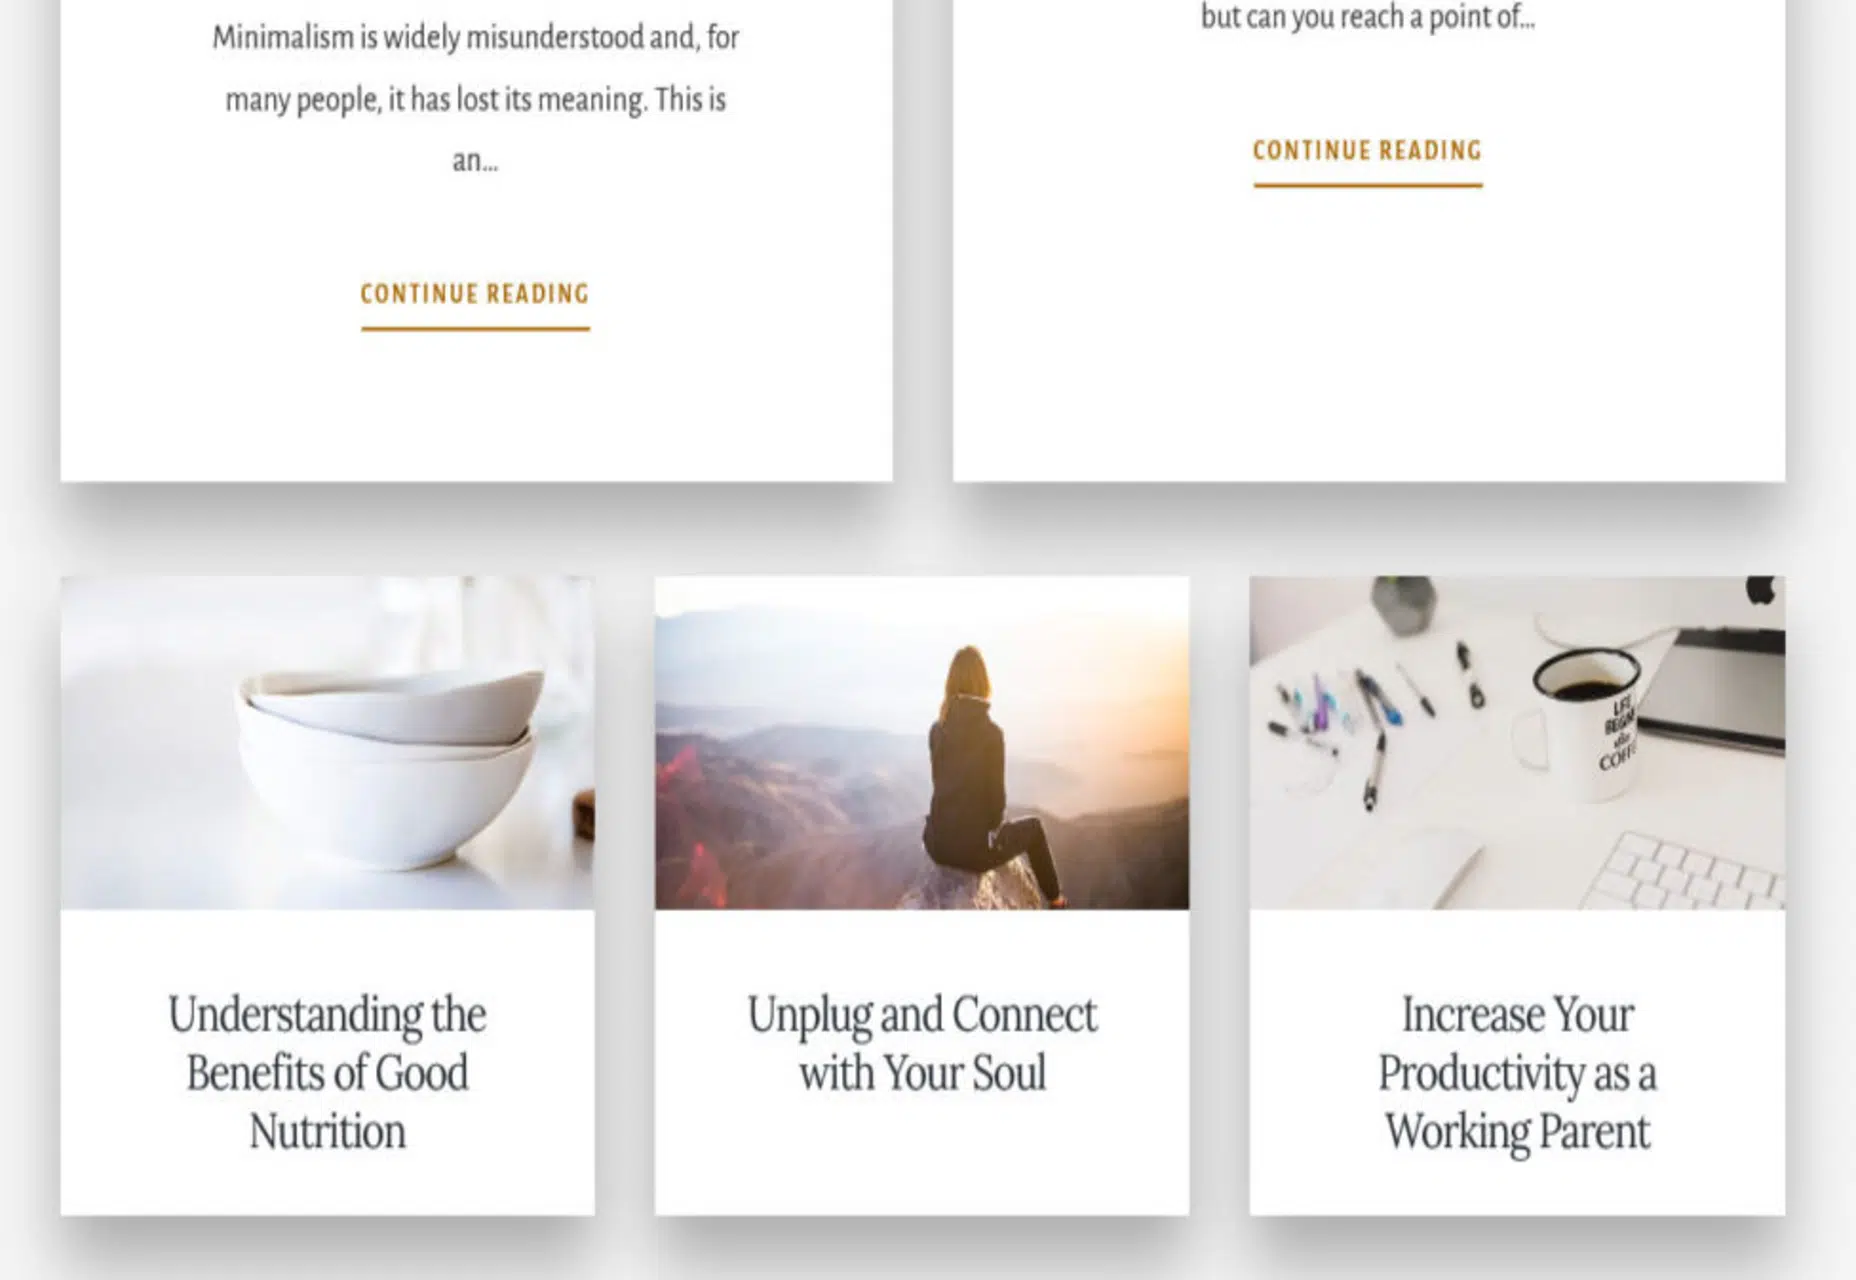 Minimalism is widely misunderstood and, for
many people, it has lost its meaning. This is
an...
CONTINUE READING
but can you reach a point of...
CONTINUE READING
Understanding the
Benefits of Good
Nutrition
Unplug and Connect
with Your Soul
COFFEE
Increase Your
Productivity as a
Working Parent